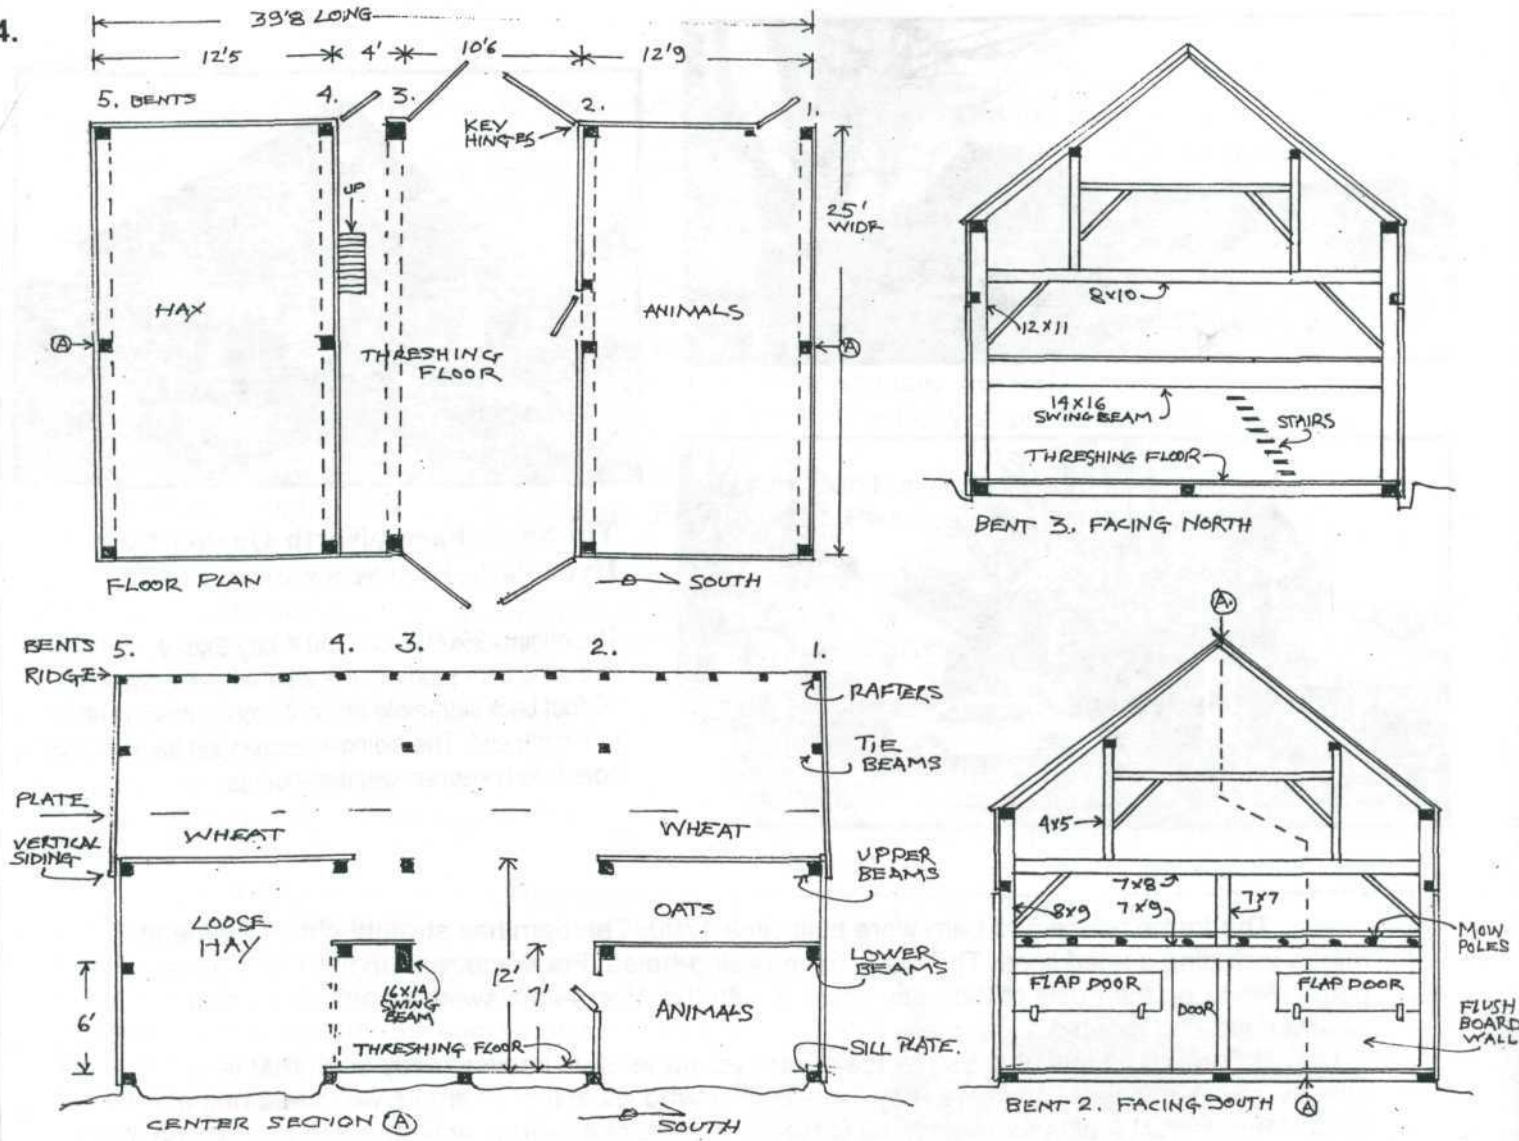 4.
39'8 LONG
12'5
4'
10'6
12'9
5. BENTS
4.
3.
2.
1.
KEY
HINGES
UP
25'
WIDR
HAY
ANIMALS
A
A
THRESHING
FLOOR
FLOOR PLAN
SOUTH
8x10
12x11
14x16
SWING BEAM
STAIRS
THRESHING FLOOR
BENT 3. FACING NORTH
BENTS 5.
4.
3.
2.
1.
RIDGE
RAFTERS
TIE
BEAMS
PLATE
VERTICAL
SIDING
WHEAT
WHEAT
UPPER
BEAMS
LOOSE
HAY
OATS
LOWER
BEAMS
16x14
SWING
BEAM
12'
7'
6'
ANIMALS
THRESHING FLOOR
SILL PLATE
CENTER SECTION A
SOUTH
A.
4x5
7x8
8x9
7x9
7x7
MOW
POLES
FLAP DOOR
FLAP DOOR
DOOR
FLUSH
BOARD
WALL
BENT 2. FACING SOUTH
A